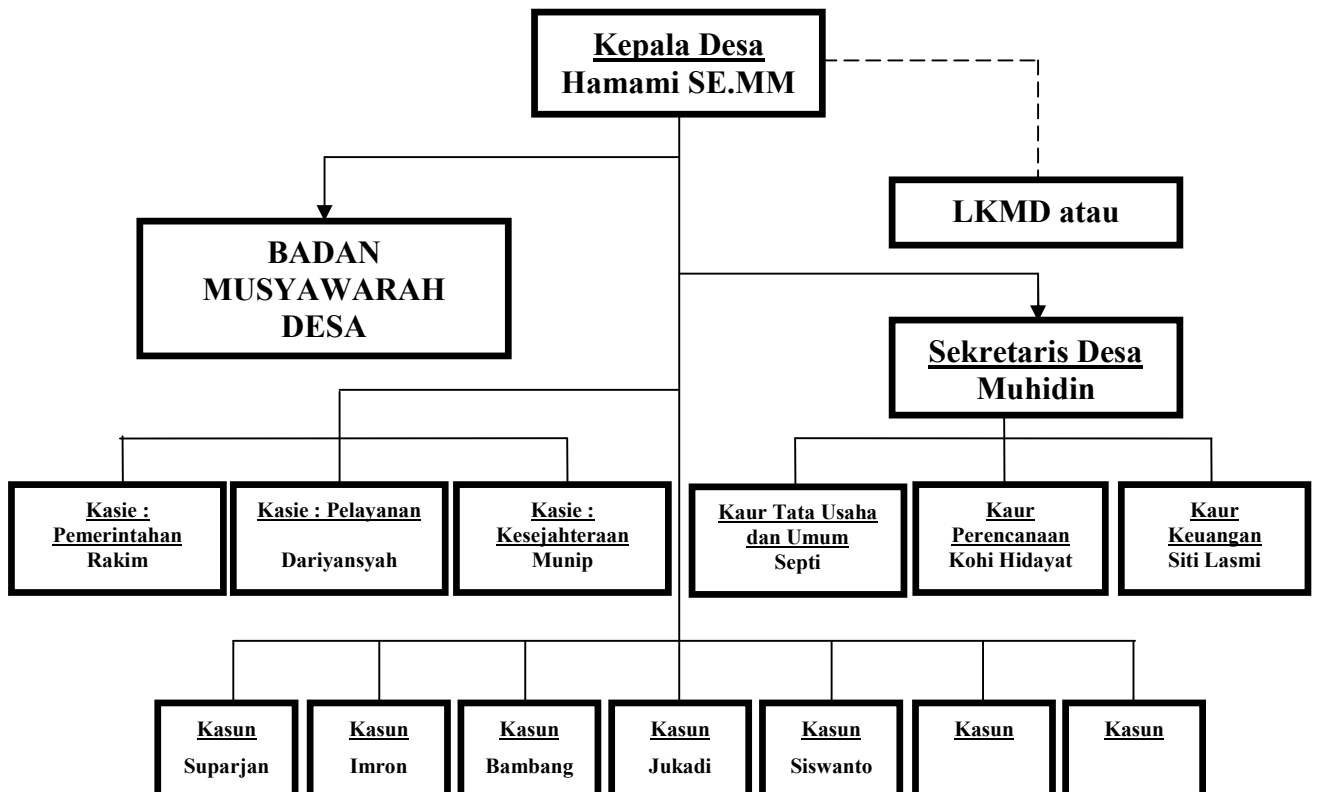 Kepala Desa
Hamami SE.MM
LKMD atau
BADAN
MUSYAWARAH
DESA
Sekretaris Desa
Muhidin
Kasie :
Pemerintahan
Rakim
Kasie : Pelayanan
Dariyansyah
Kasie :
Kesejahteraan
Munip
Kaur Tata Usaha
dan Umum
Septi
Kaur
Perencanaan
Kohi Hidayat
Kaur
Keuangan
Siti Lasmi
Kasun
Suparjan
Kasun
Imron
Kasun
Bambang
Kasun
Jukadi
Kasun
Siswanto
Kasun
Kasun